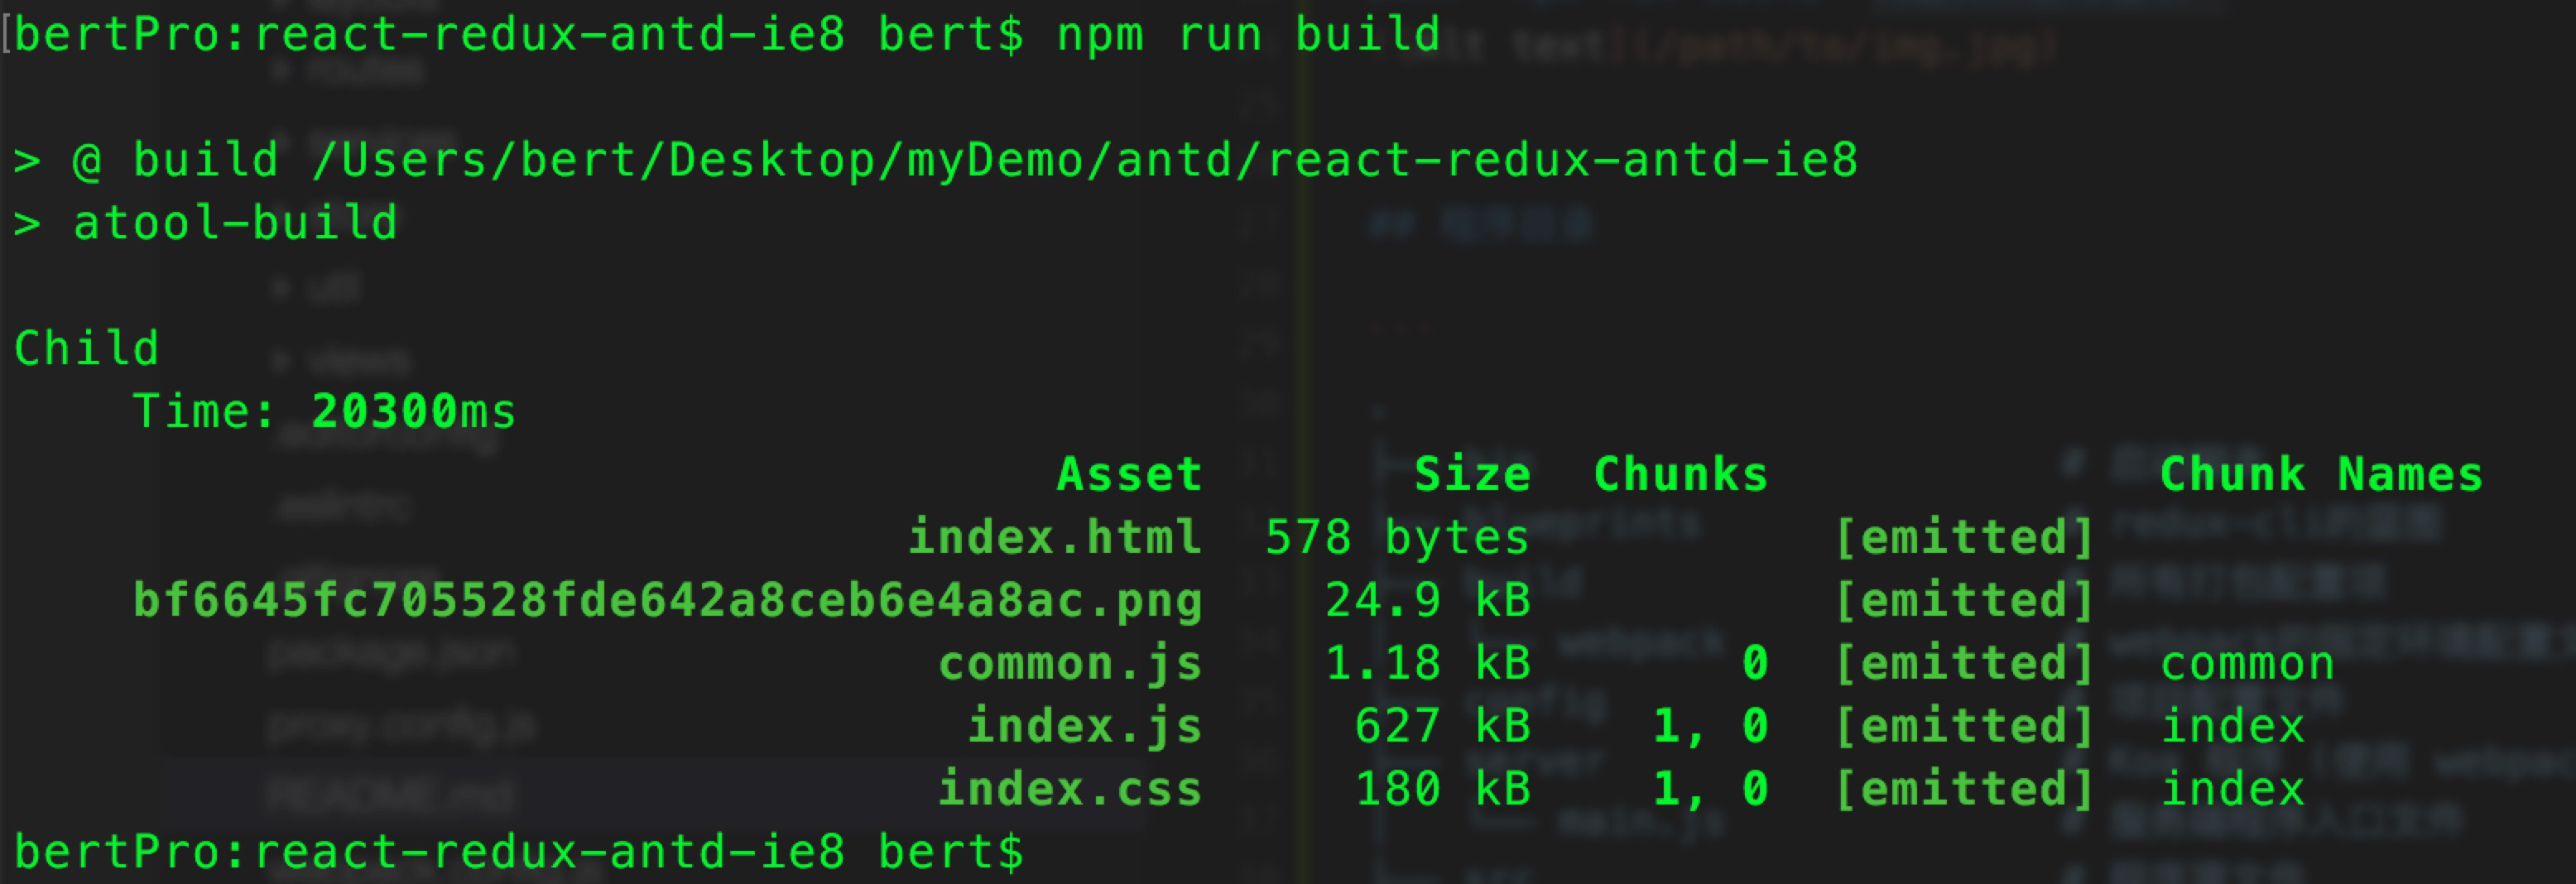 [bertPro:react-redux-antd-ie8 bert$ npm run build
> @ build /Users/bert/Desktop/myDemo/antd/react-redux-antd-ie8
> atool-build
Child
Time: 20300ms
Asset Size Chunks Chunk Names
index.html 578 bytes [emitted]
bf6645fc705528fde642a8ceb6e4a8ac.png 24.9 kB [emitted]
common.js 1.18 kB 0 [emitted] common
index.js 627 kB 1, 0 [emitted] index
index.css 180 kB 1, 0 [emitted] index
bertPro:react-redux-antd-ie8 bert$